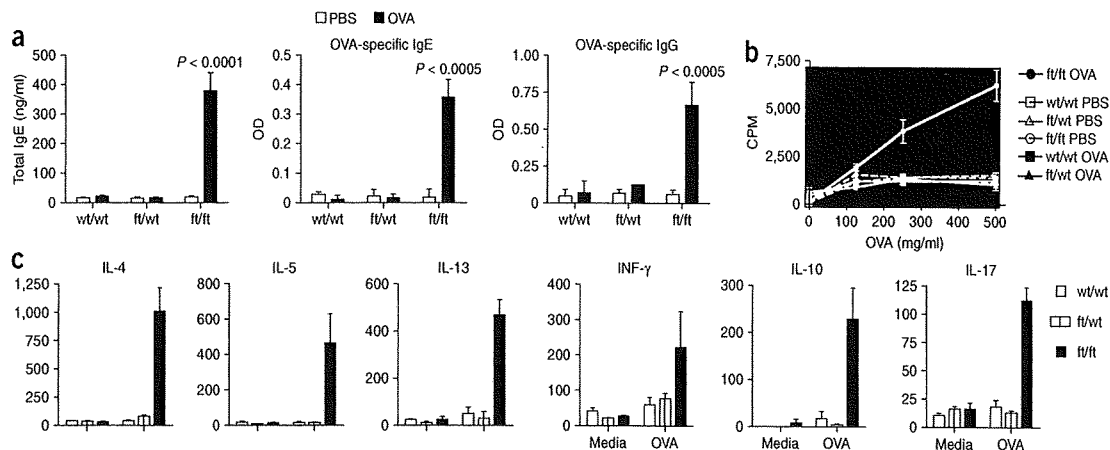 PBS OVA
a
OVA-specific IgE
OVA-specific IgG
Total IgE (ng/ml)
500
400
300
200
100
0
P < 0.0001
wt/wt ft/wt ft/ft
OD
0.5
0.4
0.3
0.2
0.1
0
P < 0.0005
wt/wt ft/wt ft/ft
OD
1.00
0.75
0.50
0.25
0
P < 0.0005
wt/wt ft/wt ft/ft
b
CPM
7,500
5,000
2,500
0
0 100 200 300 400 500
OVA (mg/ml)
ft/ft OVA
wt/wt PBS
ft/wt PBS
ft/ft PBS
wt/wt OVA
ft/wt OVA
c
IL-4
1,250
1,000
750
500
250
0
IL-5
800
600
400
200
0
IL-13
600
400
200
0
INF-γ
400
300
200
100
0
Media OVA
IL-10
300
200
100
0
Media OVA
IL-17
125
100
75
50
25
0
Media OVA
wt/wt
ft/wt
ft/ft